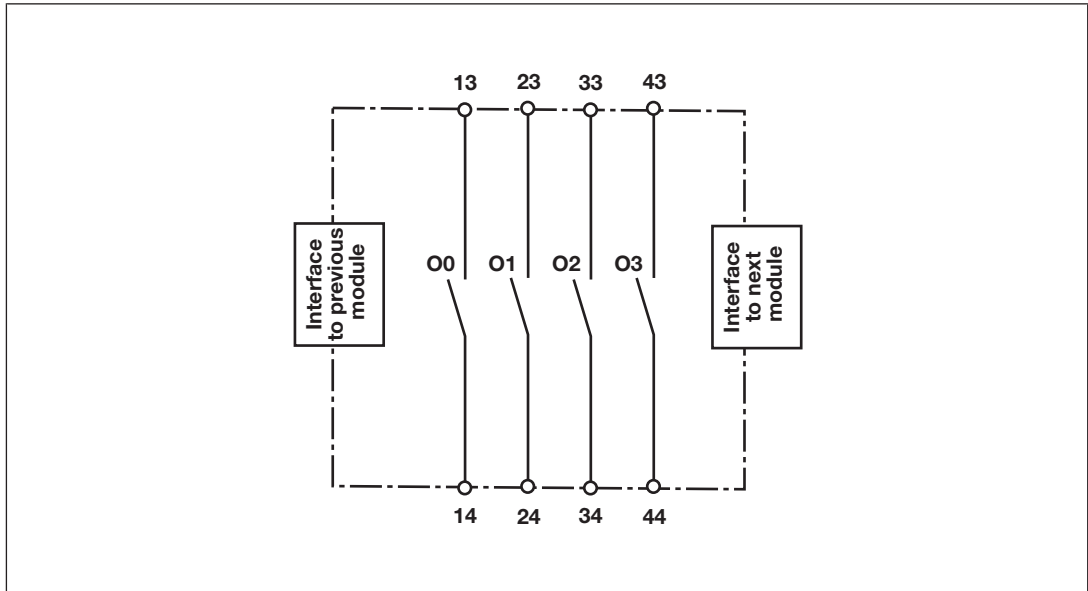 13 23 33 43
Interface
to previous
module
O0 O1 O2 O3
Interface
to next
module
14 24 34 44